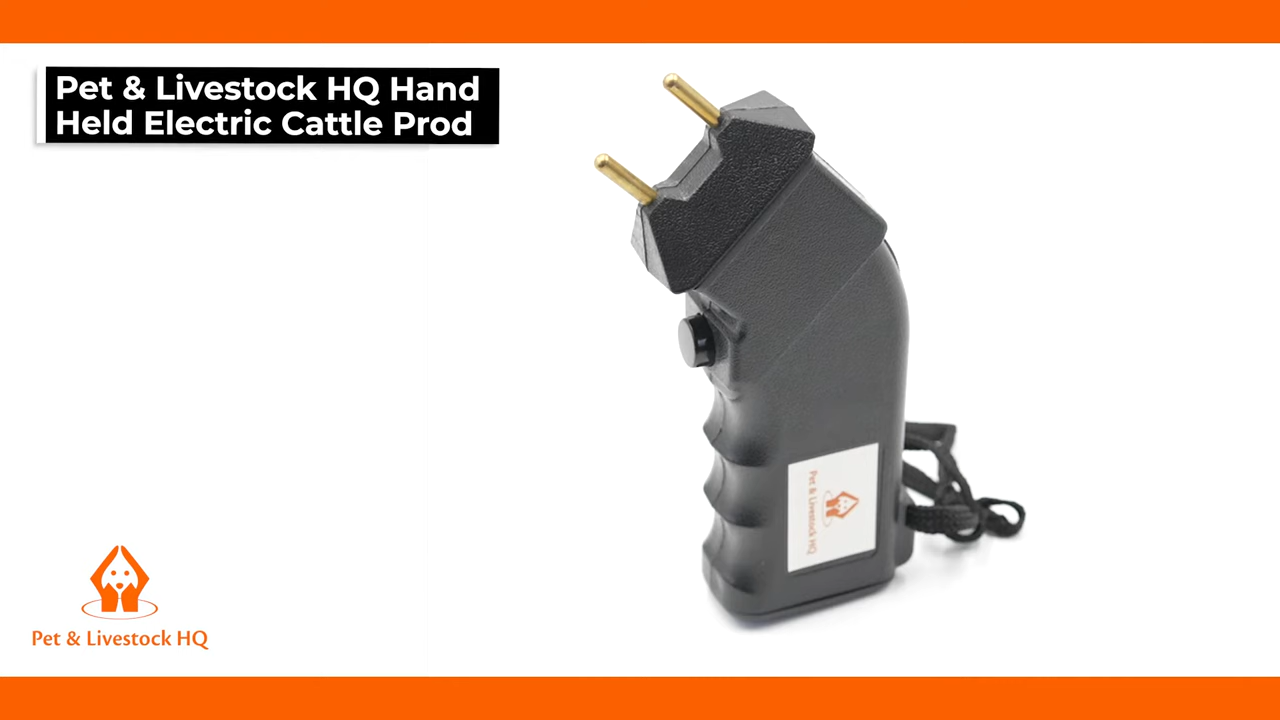 Pet & Livestock HQ Hand
Held Electric Cattle Prod
Pet & Livestock HQ
Pet & Livestock HQ